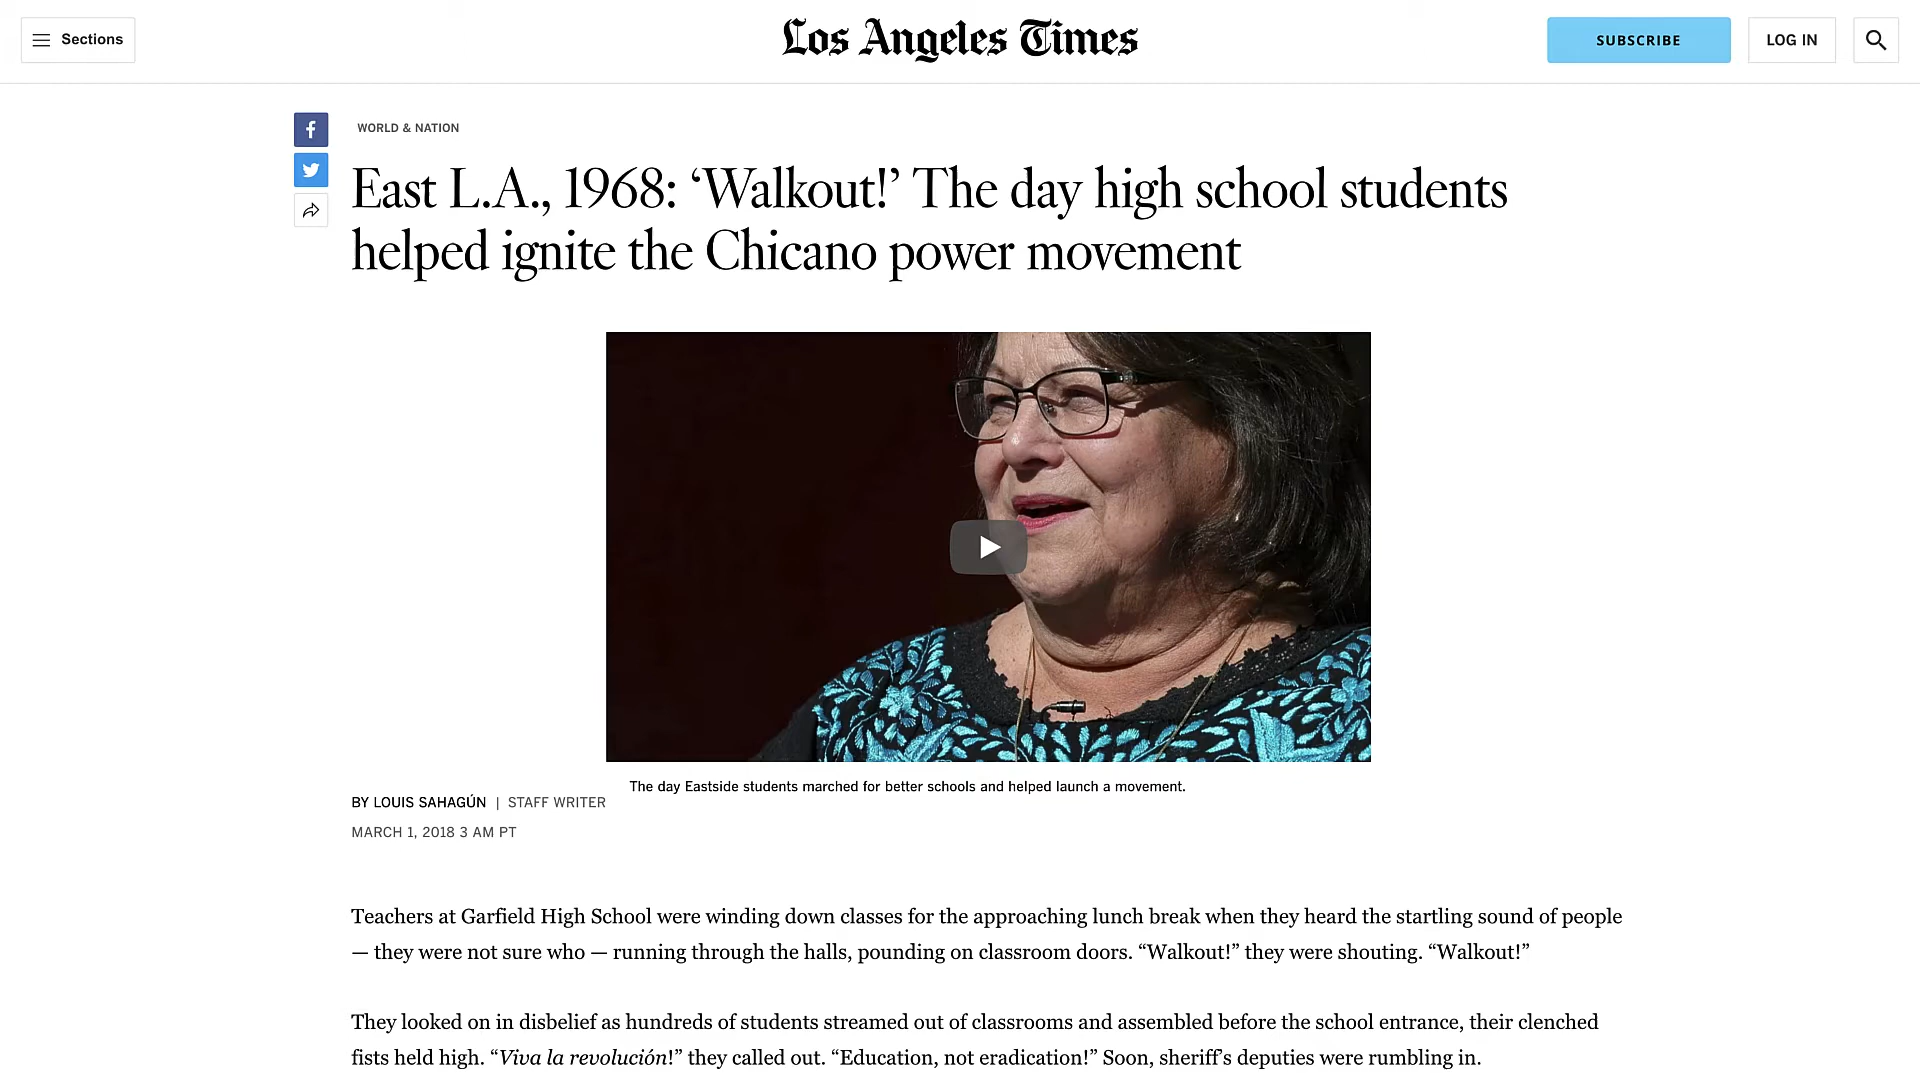 Sections
Los Angeles Times
SUBSCRIBE
LOG IN
WORLD & NATION
East L.A., 1968: ‘Walkout!’ The day high school students
helped ignite the Chicano power movement
The day Eastside students marched for better schools and helped launch a movement.
BY LOUIS SAHAGÚN | STAFF WRITER
MARCH 1, 2018 3 AM PT
Teachers at Garfield High School were winding down classes for the approaching lunch break when they heard the startling sound of people
— they were not sure who — running through the halls, pounding on classroom doors. “Walkout!” they were shouting. “Walkout!”
They looked on in disbelief as hundreds of students streamed out of classrooms and assembled before the school entrance, their clenched
fists held high. “Viva la revolución!” they called out. “Education, not eradication!” Soon, sheriff’s deputies were rumbling in.